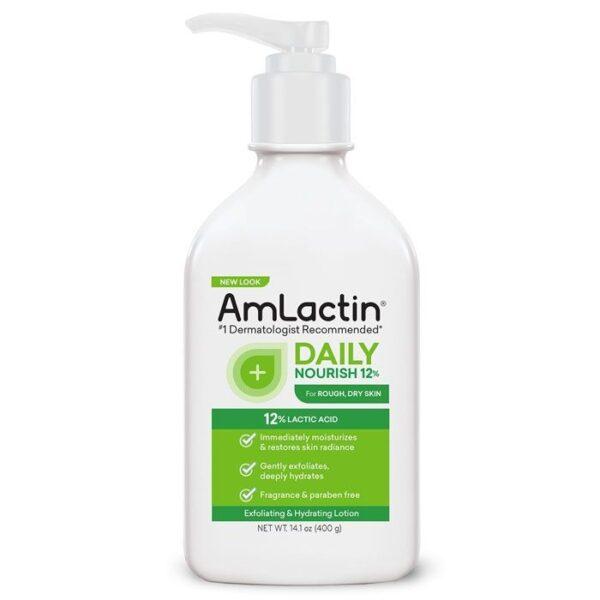 NEW LOOK
AmLactin®
#1 Dermatologist Recommended*
DAILY
NOURISH 12%
For ROUGH, DRY SKIN
12% LACTIC ACID
Immediately moisturizes
& restores skin radiance
Gently exfoliates,
deeply hydrates
Fragrance & paraben free
Exfoliating & Hydrating Lotion
NET WT. 14.1 oz (400 g)